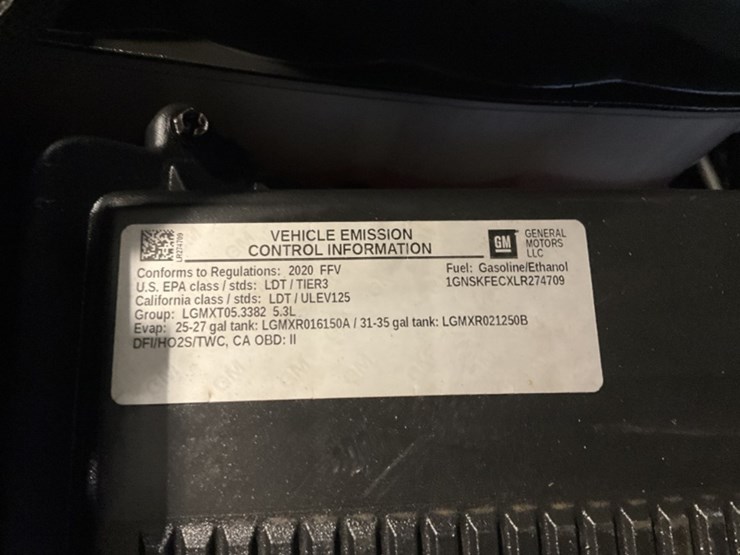 LR274709
VEHICLE EMISSION
CONTROL INFORMATION
GM
GENERAL
MOTORS
LLC
Conforms to Regulations: 2020 FFV
Fuel: Gasoline/Ethanol
U.S. EPA class / stds: LDT / TIER3
1GNSKFECXLR274709
California class / stds: LDT / ULEV125
Group: LGMXT05.3382 5.3L
Evap: 25-27 gal tank: LGMXR016150A / 31-35 gal tank: LGMXR021250B
DFI/HO2S/TWC, CA OBD: II